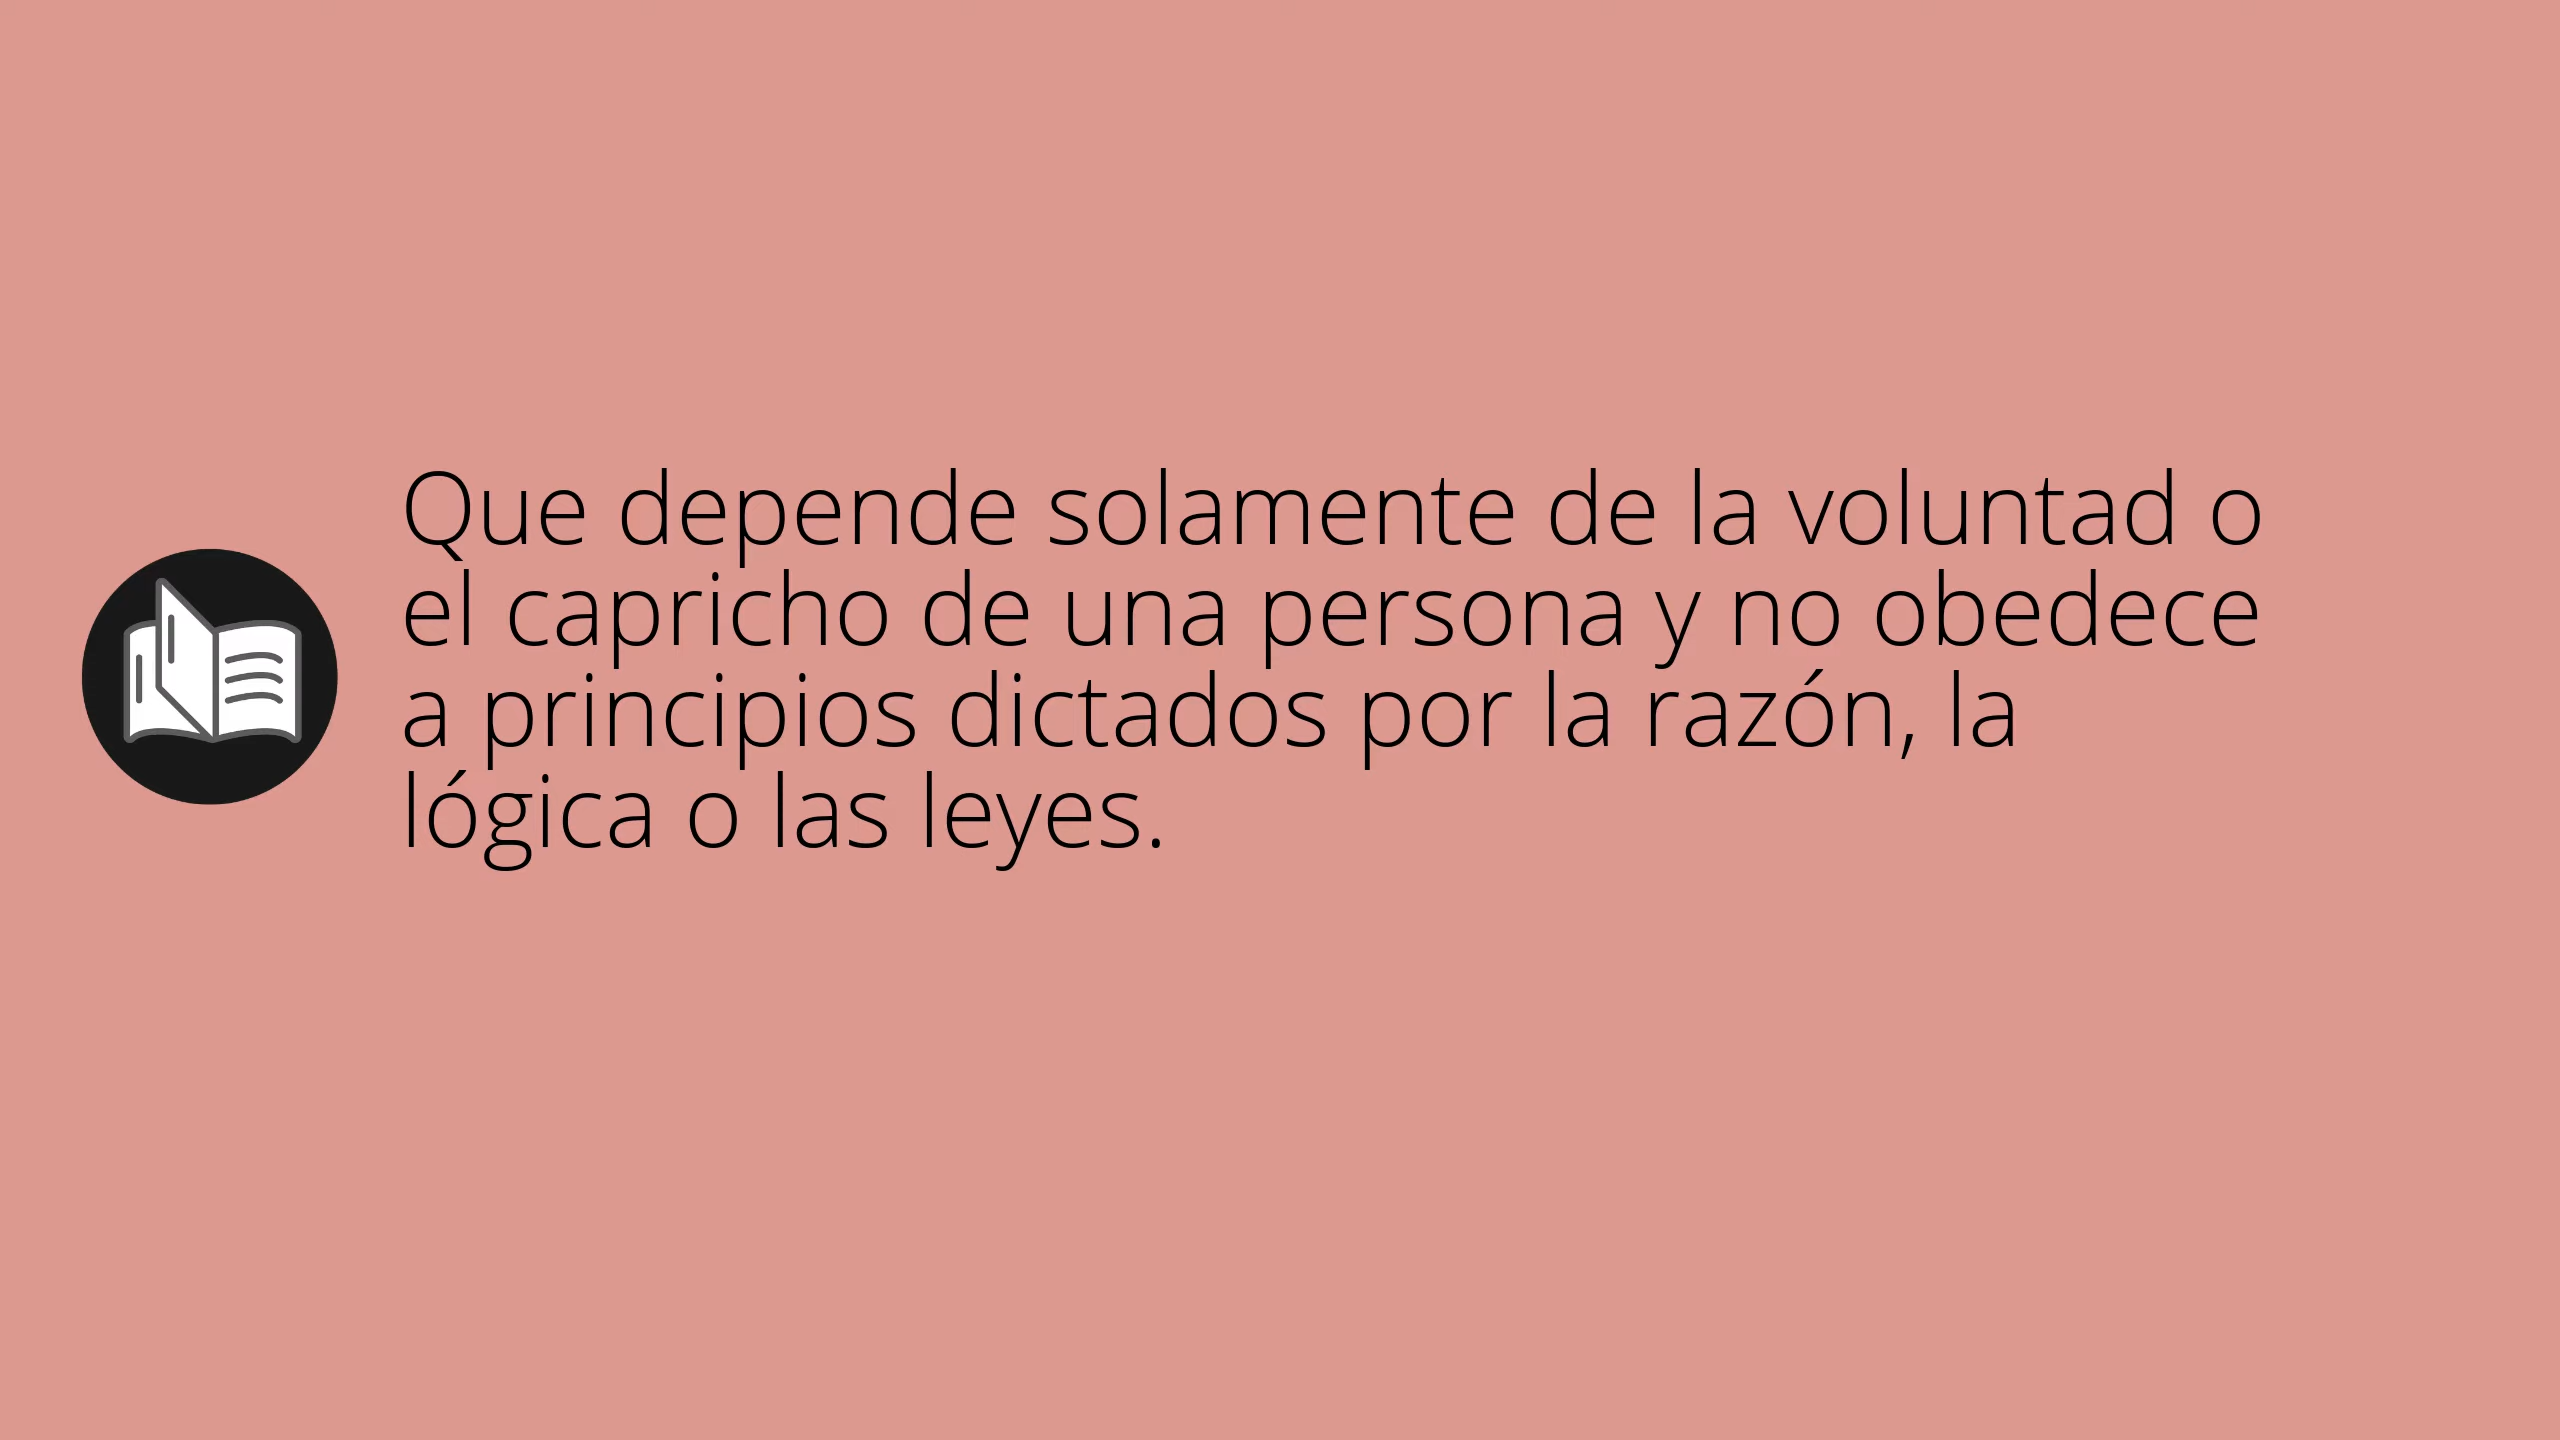 Que depende solamente de la voluntad o
el capricho de una persona y no obedece
a principios dictados por la razón, la
lógica o las leyes.